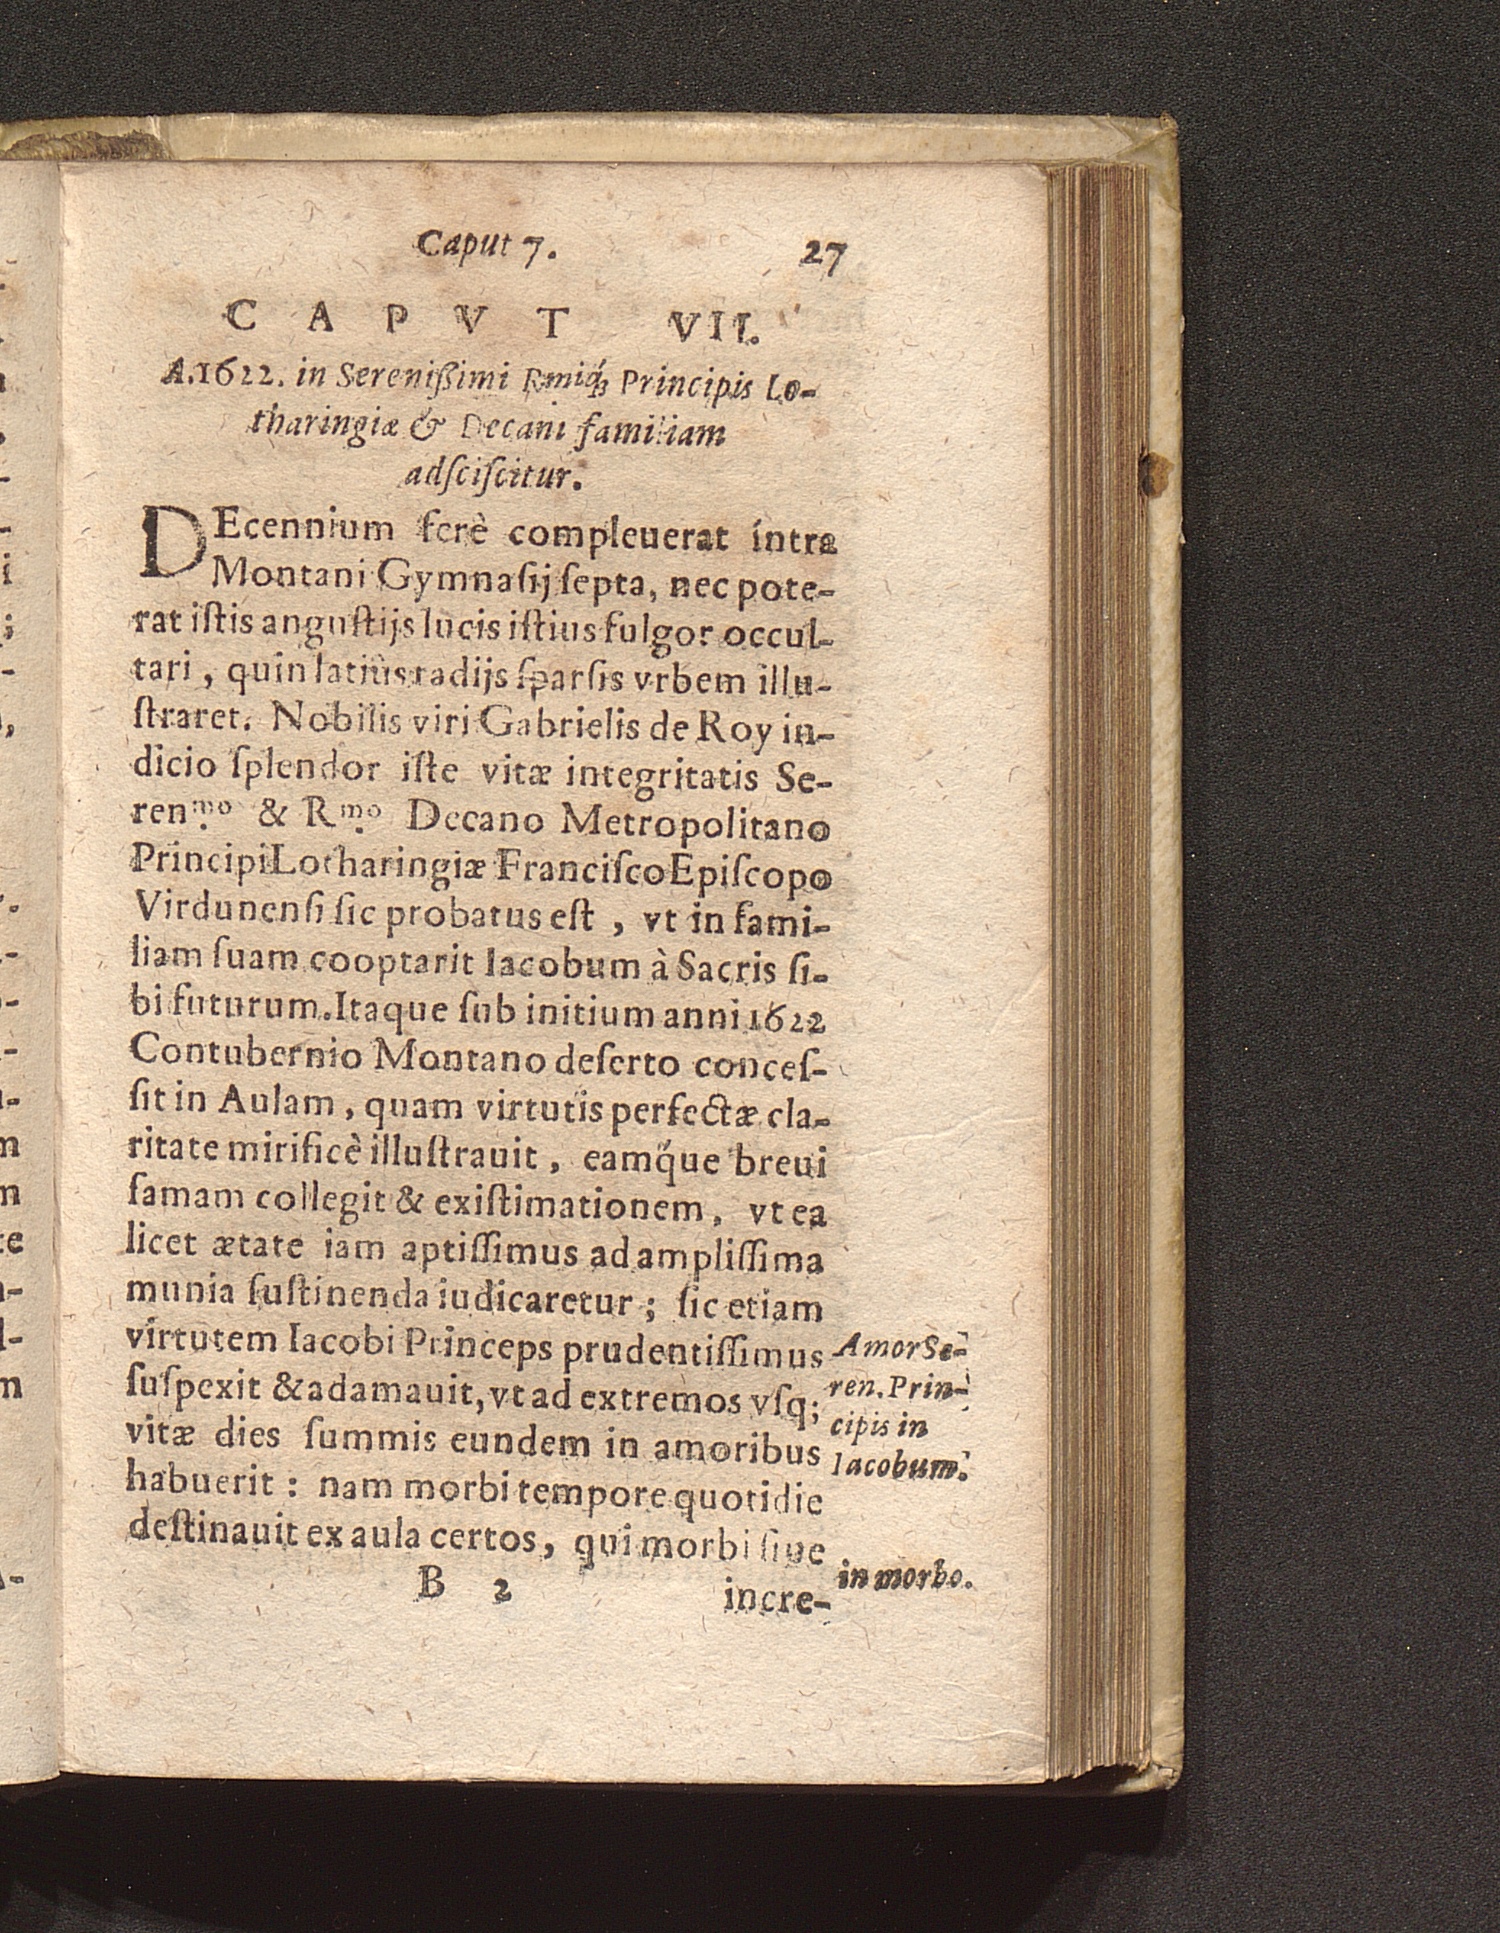 Caput 7. 27
CAPVT VII.
A.1622. in Serenißimi Rmiq́; Principis Lo-
tharingiæ & Decani familiam
adſciſcitur.
DEcennium ferè compleuerat intra
Montani Gymnaſij ſepta, nec pote-
rat iſtis anguſtijs lucis iſtius fulgor occul-
tari, quin latiùs radijs ſparſis vrbem illu-
ſtraret. Nobilis viri Gabrielis de Roy in-
dicio ſplendor iſte vitæ integritatis Se-
ren.mo & R.mo Decano Metropolitano
Principi Lotharingiæ Franciſco Epiſcopo
Virdunenſi ſic probatus eſt, vt in fami-
liam ſuam cooptarit Iacobum à Sacris ſi-
bi futurum. Itaque ſub initium anni 1622
Contubernio Montano deſerto conceſ-
ſit in Aulam, quam virtutis perfectæ cla-
ritate mirificè illuſtrauit, eamq́ue breui
famam collegit & exiſtimationem, vt ea
licet ætate iam aptiſſimus ad ampliſſima
munia ſuſtinenda iudicaretur; ſic etiam
virtutem Iacobi Princeps prudentiſſimus
ſuſpexit & adamauit, vt ad extremos vſq;
vitæ dies ſummis eundem in amoribus
habuerit: nam morbi tempore quotidie
deſtinauit ex aula certos, qui morbi ſiue
Amor Se-
ren. Prin-
cipis in
Iacobum.
in morbo.
B 2 incre-